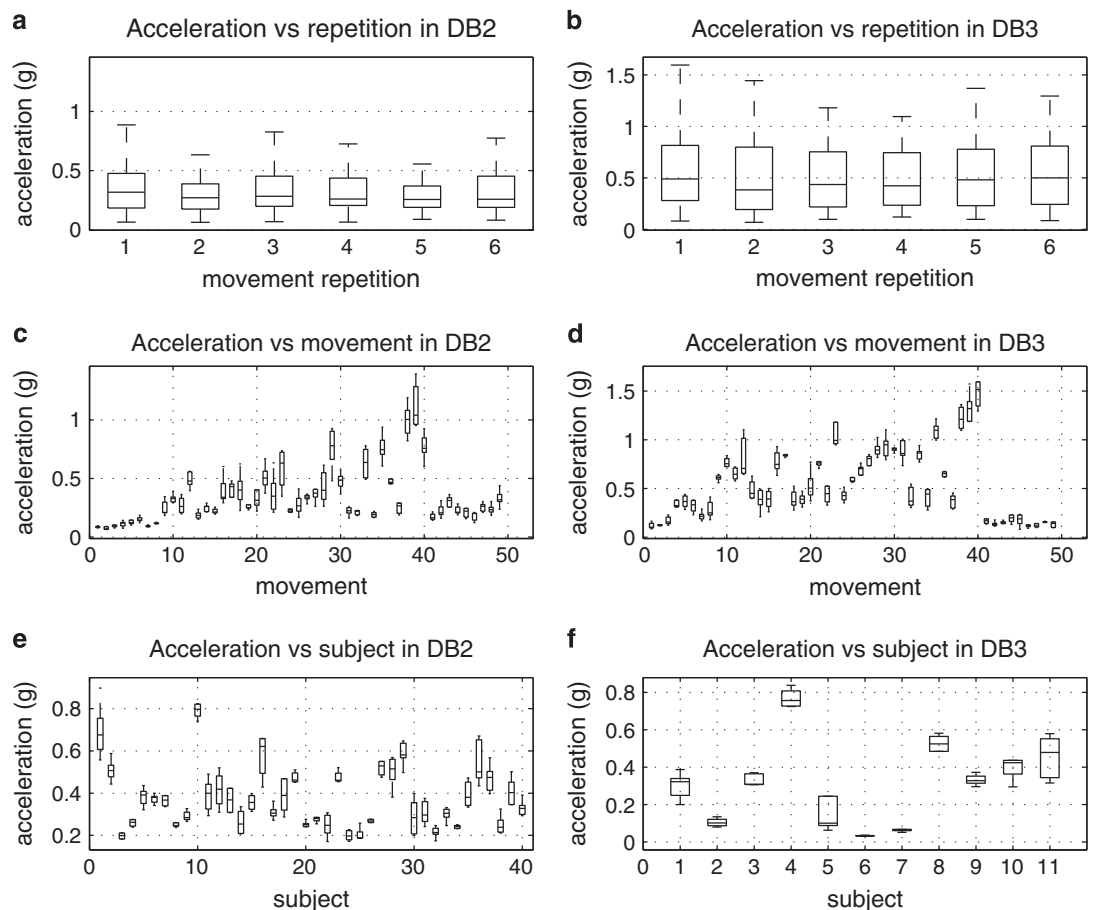 a Acceleration vs repetition in DB2
acceleration (g)
1
0.5
0
1 2 3 4 5 6
movement repetition
b Acceleration vs repetition in DB3
acceleration (g)
1.5
1
0.5
0
1 2 3 4 5 6
movement repetition
c Acceleration vs movement in DB2
acceleration (g)
1
0.5
0
0 10 20 30 40 50
movement
d Acceleration vs movement in DB3
acceleration (g)
1.5
1
0.5
0
0 10 20 30 40 50
movement
e Acceleration vs subject in DB2
acceleration (g)
0.8
0.6
0.4
0.2
0 10 20 30 40
subject
f Acceleration vs subject in DB3
acceleration (g)
0.8
0.6
0.4
0.2
0
0 1 2 3 4 5 6 7 8 9 10 11
subject